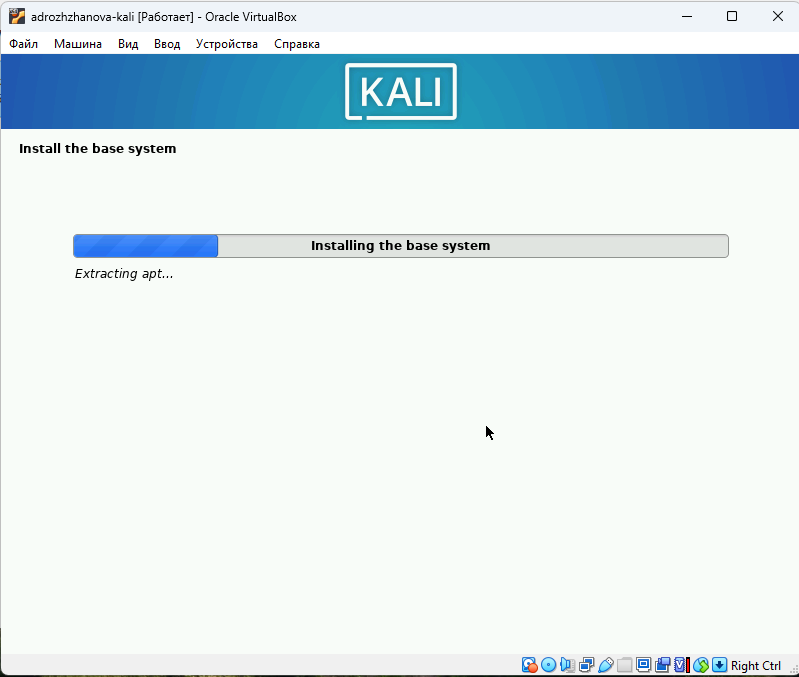 adrozhzhanova-kali [Работает] - Oracle VirtualBox
Файл Машина Вид Ввод Устройства Справка
KALI
Install the base system
Installing the base system
Extracting apt...
Right Ctrl